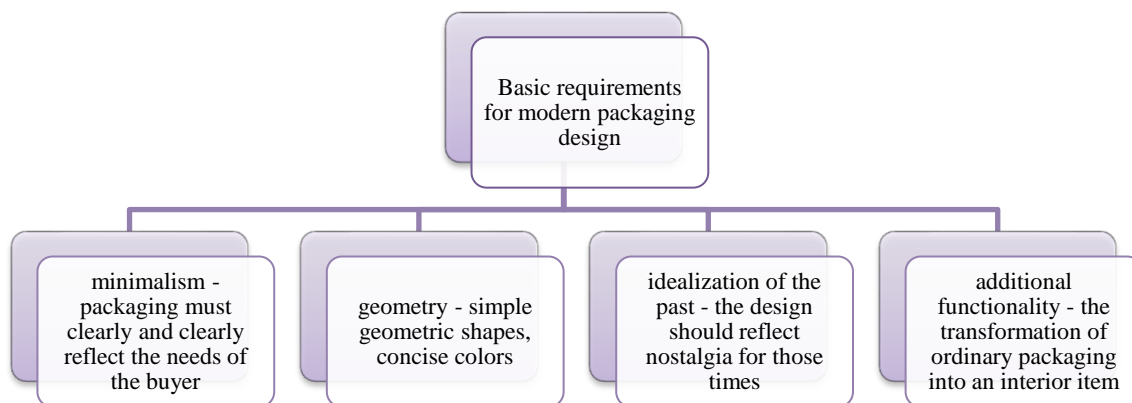 Basic requirements
for modern packaging
design
minimalism -
packaging must
clearly and clearly
reflect the needs of
the buyer
geometry - simple
geometric shapes,
concise colors
idealization of the
past - the design
should reflect
nostalgia for those
times
additional
functionality - the
transformation of
ordinary packaging
into an interior item